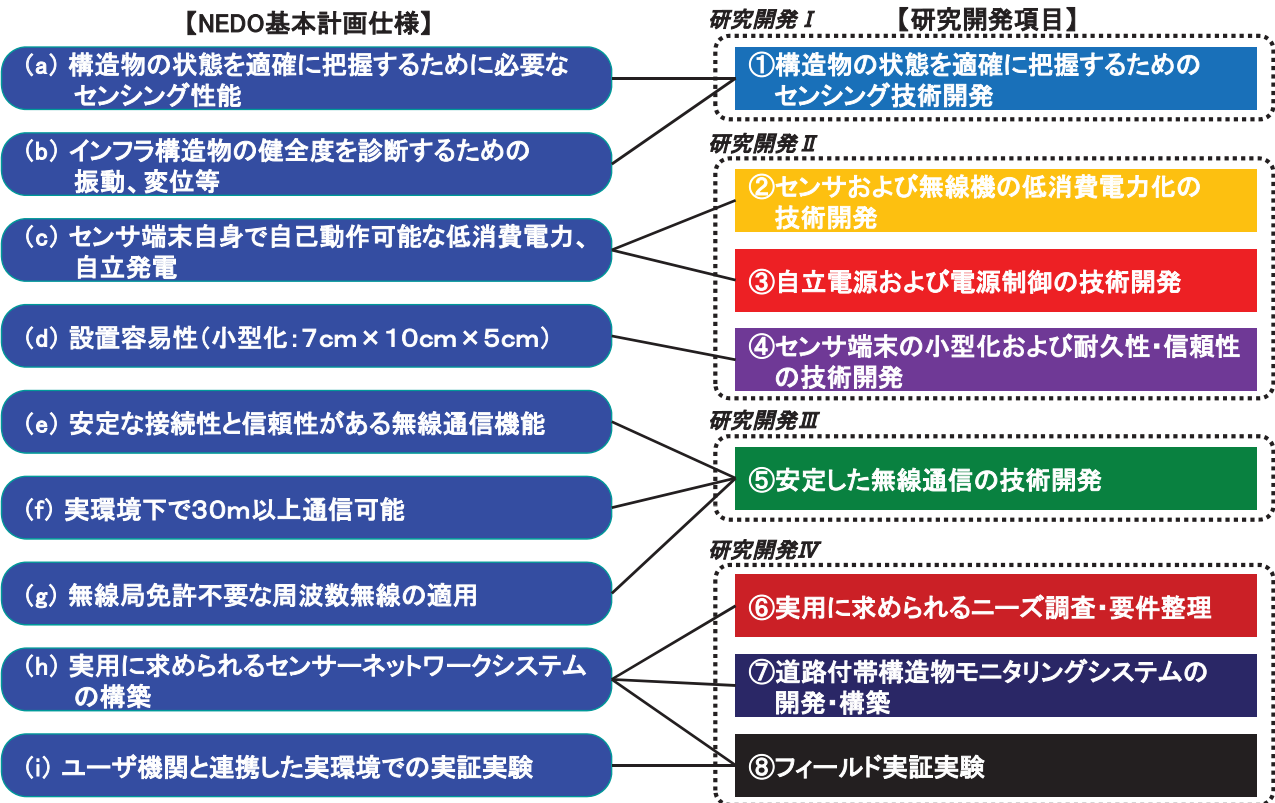 【NEDO基本計画仕様】
(a) 構造物の状態を適確に把握するために必要な
センシング性能
(b) インフラ構造物の健全度を診断するための
振動、変位等
(c) センサ端末自身で自己動作可能な低消費電力、
自立発電
(d) 設置容易性(小型化:7cm×10cm×5cm)
(e) 安定な接続性と信頼性がある無線通信機能
(f) 実環境下で30m以上通信可能
(g) 無線局免許不要な周波数無線の適用
(h) 実用に求められるセンサーネットワークシステム
の構築
(i) ユーザ機関と連携した実環境での実証実験
【研究開発項目】
研究開発Ⅰ
①構造物の状態を適確に把握するための
センシング技術開発
研究開発Ⅱ
②センサおよび無線機の低消費電力化の
技術開発
③自立電源および電源制御の技術開発
④センサ端末の小型化および耐久性・信頼性
の技術開発
研究開発Ⅲ
⑤安定した無線通信の技術開発
研究開発Ⅳ
⑥実用に求められるニーズ調査・要件整理
⑦道路付帯構造物モニタリングシステムの
開発・構築
⑧フィールド実証実験